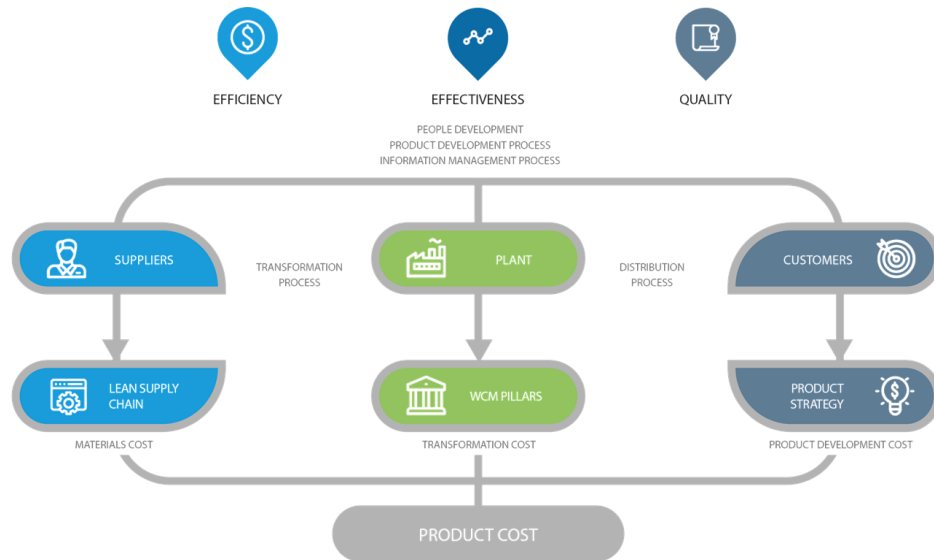 EFFICIENCY
EFFECTIVENESS
QUALITY
PEOPLE DEVELOPMENT
PRODUCT DEVELOPMENT PROCESS
INFORMATION MANAGEMENT PROCESS
SUPPLIERS
TRANSFORMATION
PROCESS
PLANT
DISTRIBUTION
PROCESS
CUSTOMERS
LEAN SUPPLY
CHAIN
WCM PILLARS
PRODUCT
STRATEGY
MATERIALS COST
TRANSFORMATION COST
PRODUCT DEVELOPMENT COST
PRODUCT COST